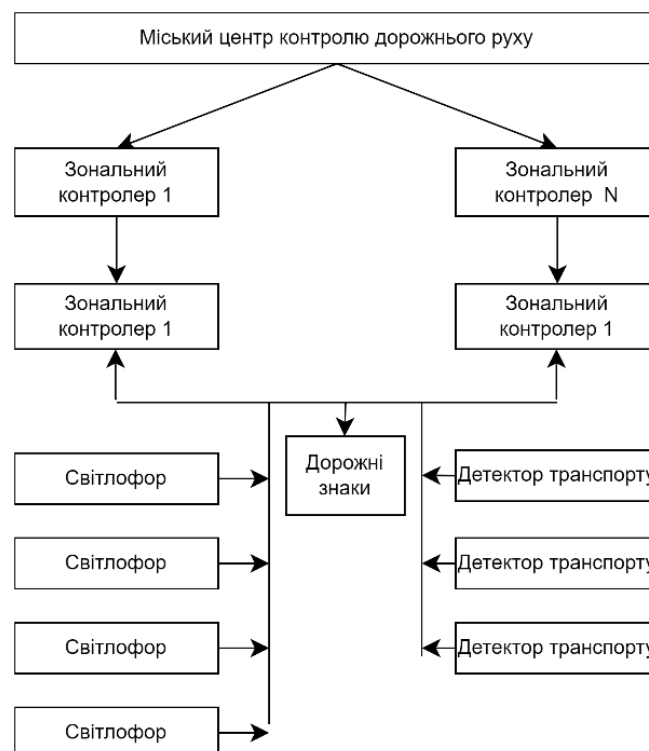 Міський центр контролю дорожнього руху
Зональний
контролер 1
Зональний
контролер N
Зональний
контролер 1
Зональний
контролер 1
Дорожні
знаки
Світлофор
Детектор транспорту
Світлофор
Детектор транспорту
Світлофор
Детектор транспорту
Світлофор